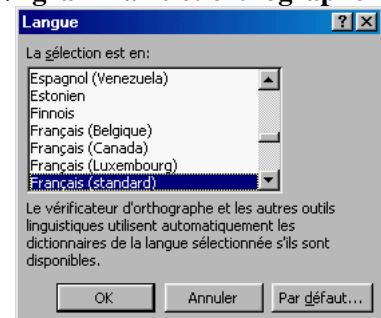 Langue
La sélection est en:
Espagnol (Venezuela)
Estonien
Finnois
Français (Belgique)
Français (Canada)
Français (Luxembourg)
Français (standard)
Le vérificateur d'orthographe et les autres outils
linguistiques utilisent automatiquement les
dictionnaires de la langue sélectionnée s'ils sont
disponibles.
OK Annuler Par défaut...